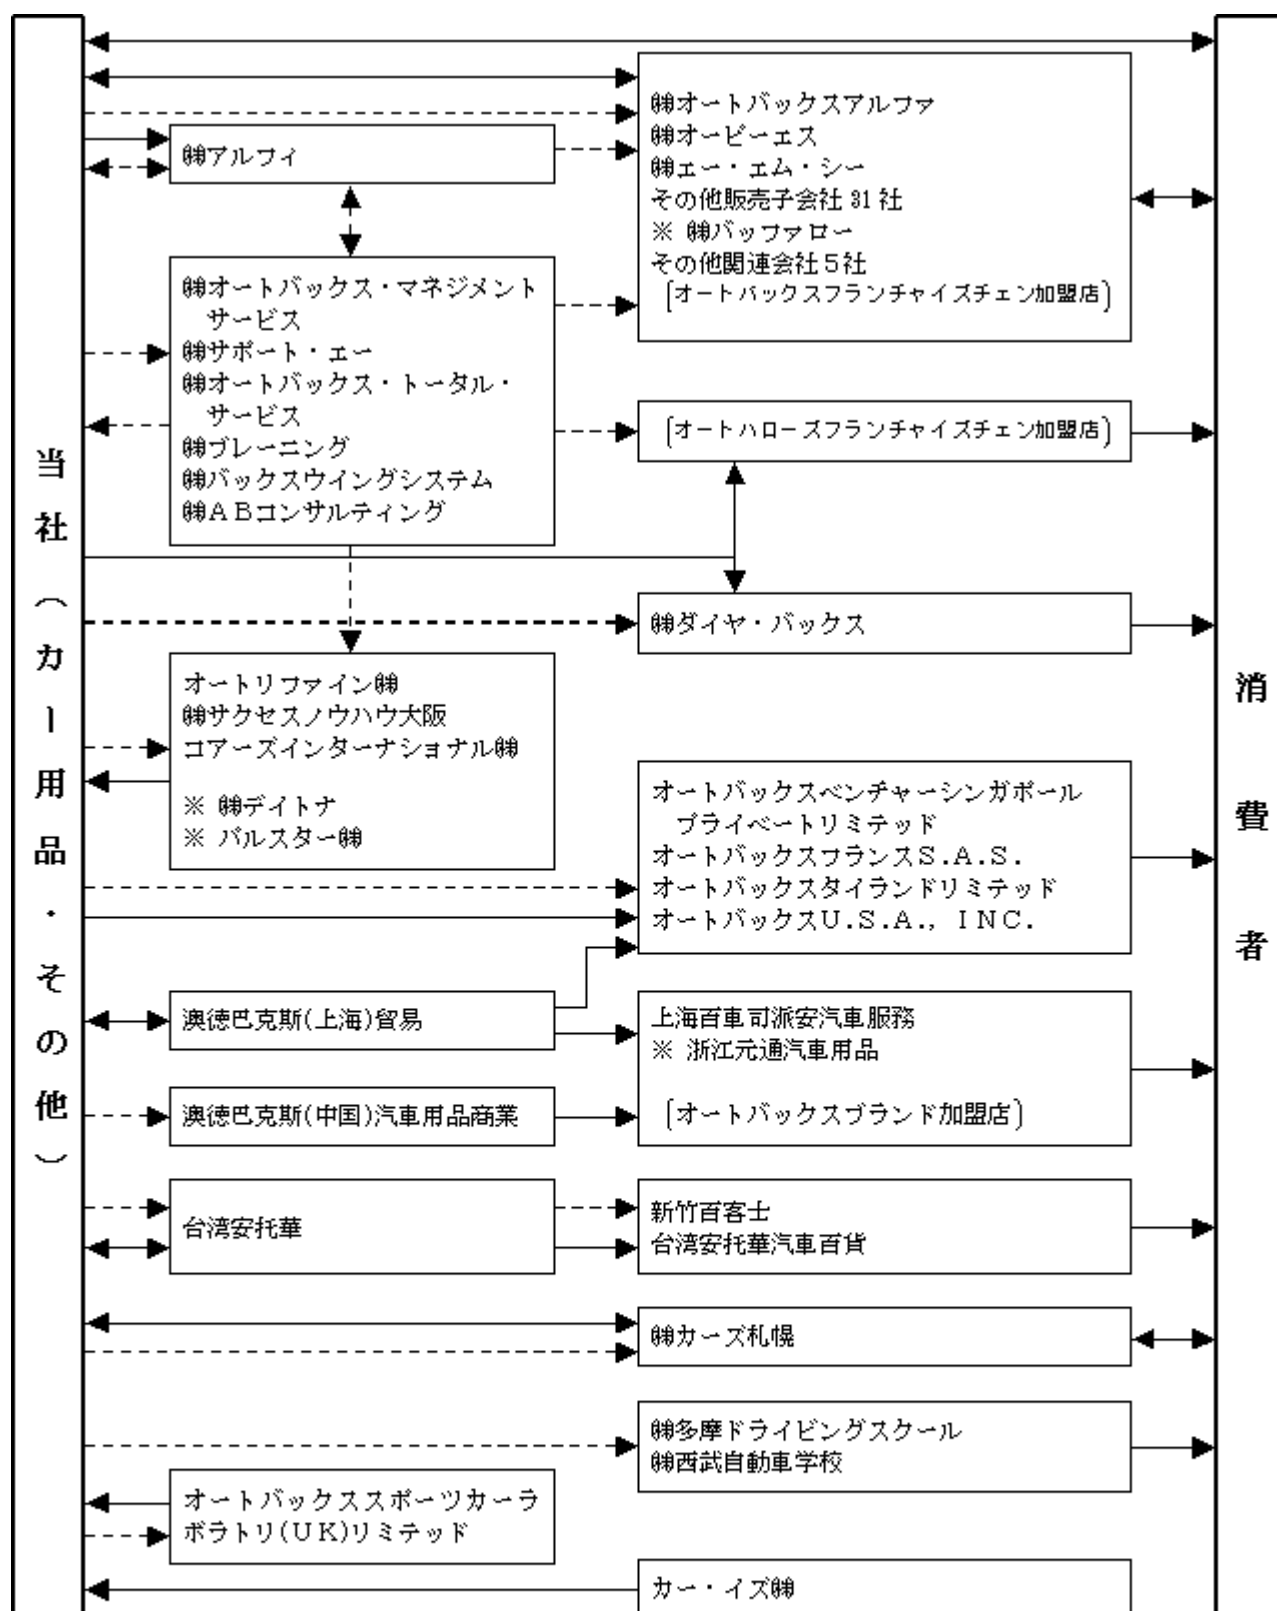 当社（カー用品・その他）
㈱アルフィ
㈱オートバックス・マネジメント
サービス
㈱サポート・エー
㈱オートバックス・トータル・
サービス
㈱ブレーニング
㈱バックスウイングシステム
㈱ＡＢコンサルティング
オートリファイン㈱
㈱サクセスノウハウ大阪
コアーズインターナショナル㈱
※ ㈱デイトナ
※ パルスター㈱
澳徳巴克斯(上海)貿易
澳徳巴克斯(中国)汽車用品商業
台湾安托華
オートバックススポーツカーラ
ボラトリ(ＵＫ)リミテッド
㈱オートバックスアルファ
㈱オーピーエス
㈱エー・エム・シー
その他販売子会社 31 社
※ ㈱バッファロー
その他関連会社５社
〔オートバックスフランチャイズチェン加盟店〕
〔オートハローズフランチャイズチェン加盟店〕
㈱ダイヤ・バックス
オートバックスベンチャーシンガポール
プライベートリミテッド
オートバックスフランスＳ.Ａ.Ｓ.
オートバックスタイランドリミテッド
オートバックスＵ.Ｓ.Ａ., ＩＮＣ.
上海百車司派安汽車服務
※ 浙江元通汽車用品
〔オートバックスブランド加盟店〕
新竹百客士
台湾安托華汽車百貨
㈱カーズ札幌
㈱多摩ドライビングスクール
㈱西武自動車学校
カー・イズ㈱
消費者